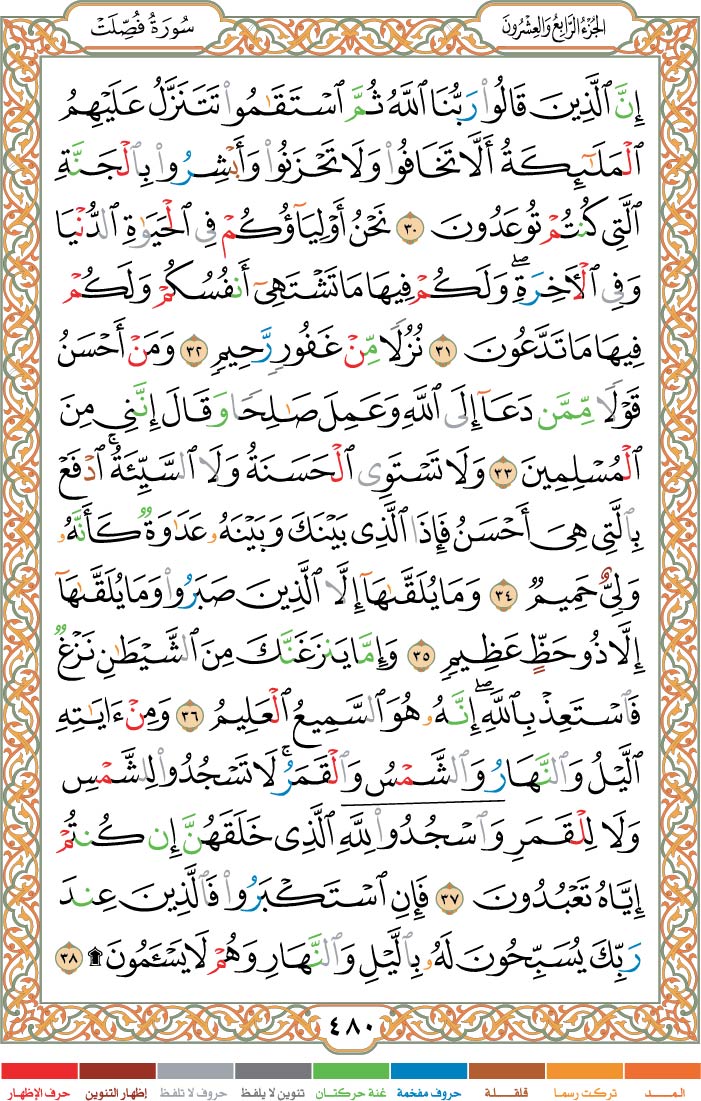 الجُزْءُ الرَّابِعُ وَالعِشْرُونَ
سُورَةُ فُصِّلَتْ
إِنَّ ٱلَّذِينَ قَالُوا۟ رَبُّنَا ٱللَّهُ ثُمَّ ٱسْتَقَـٰمُوا۟ تَتَنَزَّلُ عَلَيْهِمُ
ٱلْمَلَـٰٓئِكَةُ أَلَّا تَخَافُوا۟ وَلَا تَحْزَنُوا۟ وَأَبْشِرُوا۟ بِٱلْجَنَّةِ
ٱلَّتِى كُنتُمْ تُوعَدُونَ ٣٠ نَحْنُ أَوْلِيَآؤُكُمْ فِى ٱلْحَيَوٰةِ ٱلدُّنْيَا
وَفِى ٱلْـَٔاخِرَةِ ۖ وَلَكُمْ فِيهَا مَا تَشْتَهِىٓ أَنفُسُكُمْ وَلَكُمْ
فِيهَا مَا تَدَّعُونَ ٣١ نُزُلًا مِّنْ غَفُورٍ رَّحِيمٍ ٣٢ وَمَنْ أَحْسَنُ
قَوْلًا مِّمَّن دَعَآ إِلَى ٱللَّهِ وَعَمِلَ صَـٰلِحًا وَقَالَ إِنَّنِى مِنَ
ٱلْمُسْلِمِينَ ٣٣ وَلَا تَسْتَوِى ٱلْحَسَنَةُ وَلَا ٱلسَّيِّئَةُ ۚ ٱدْفَعْ
بِٱلَّتِى هِىَ أَحْسَنُ فَإِذَا ٱلَّذِى بَيْنَكَ وَبَيْنَهُۥ عَدَٰوَةٌ كَأَنَّهُۥ
وَلِىٌّ حَمِيمٌ ٣٤ وَمَا يُلَقَّىٰهَآ إِلَّا ٱلَّذِينَ صَبَرُوا۟ وَمَا يُلَقَّىٰهَآ
إِلَّا ذُو حَظٍّ عَظِيمٍ ٣٥ وَإِمَّا يَنزَغَنَّكَ مِنَ ٱلشَّيْطَـٰنِ نَزْغٌ
فَٱسْتَعِذْ بِٱللَّهِ ۖ إِنَّهُۥ هُوَ ٱلسَّمِيعُ ٱلْعَلِيمُ ٣٦ وَمِنْ ءَايَـٰتِهِ
ٱلَّيْلُ وَٱلنَّهَارُ وَٱلشَّمْسُ وَٱلْقَمَرُ ۚ لَا تَسْجُدُوا۟ لِلشَّمْسِ
وَلَا لِلْقَمَرِ وَٱسْجُدُوا۟ لِلَّهِ ٱلَّذِى خَلَقَهُنَّ إِن كُنتُمْ
إِيَّاهُ تَعْبُدُونَ ٣٧ فَإِنِ ٱسْتَكْبَرُوا۟ فَٱلَّذِينَ عِندَ
رَبِّكَ يُسَبِّحُونَ لَهُۥ بِٱلَّيْلِ وَٱلنَّهَارِ وَهُمْ لَا يَسْـَٔمُونَ ۩ ٣٨
٤٨٠
المــــد تركت رسما قلقـلة حروف مفخمة غنة حركتـان تنوين لا يلفظ حروف لا تلفظ إظهار التنوين حرف الإظهار